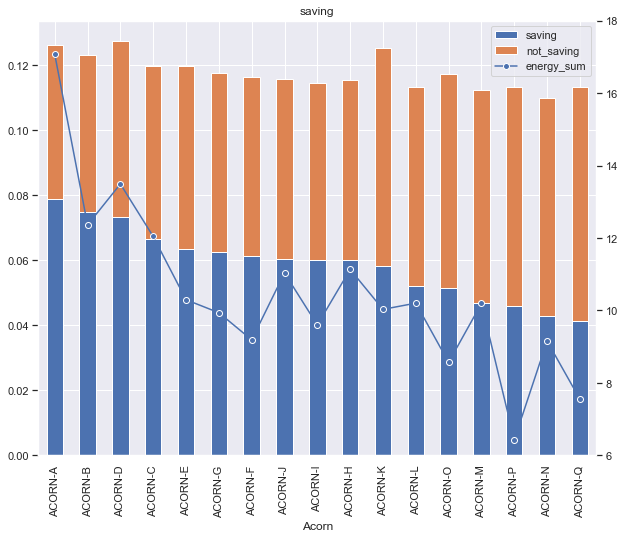 saving
saving
not_saving
energy_sum
0.12
0.10
0.08
0.06
0.04
0.02
0.00
18
16
14
12
10
8
6
ACORN-A
ACORN-B
ACORN-D
ACORN-C
ACORN-E
ACORN-G
ACORN-F
ACORN-J
ACORN-I
ACORN-H
ACORN-K
ACORN-L
ACORN-O
ACORN-M
ACORN-P
ACORN-N
ACORN-Q
Acorn